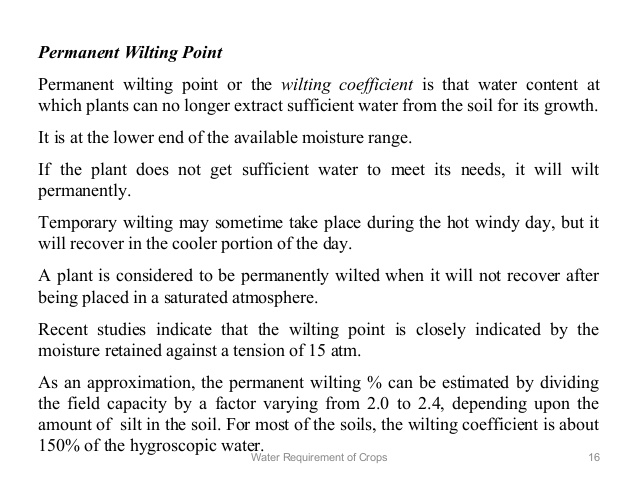 Permanent Wilting Point
Permanent wilting point or the wilting coefficient is that water content at
which plants can no longer extract sufficient water from the soil for its growth.
It is at the lower end of the available moisture range.
If the plant does not get sufficient water to meet its needs, it will wilt
permanently.
Temporary wilting may sometime take place during the hot windy day, but it
will recover in the cooler portion of the day.
A plant is considered to be permanently wilted when it will not recover after
being placed in a saturated atmosphere.
Recent studies indicate that the wilting point is closely indicated by the
moisture retained against a tension of 15 atm.
As an approximation, the permanent wilting % can be estimated by dividing
the field capacity by a factor varying from 2.0 to 2.4, depending upon the
amount of silt in the soil. For most of the soils, the wilting coefficient is about
150% of the hygroscopic water.
Water Requirement of Crops
16